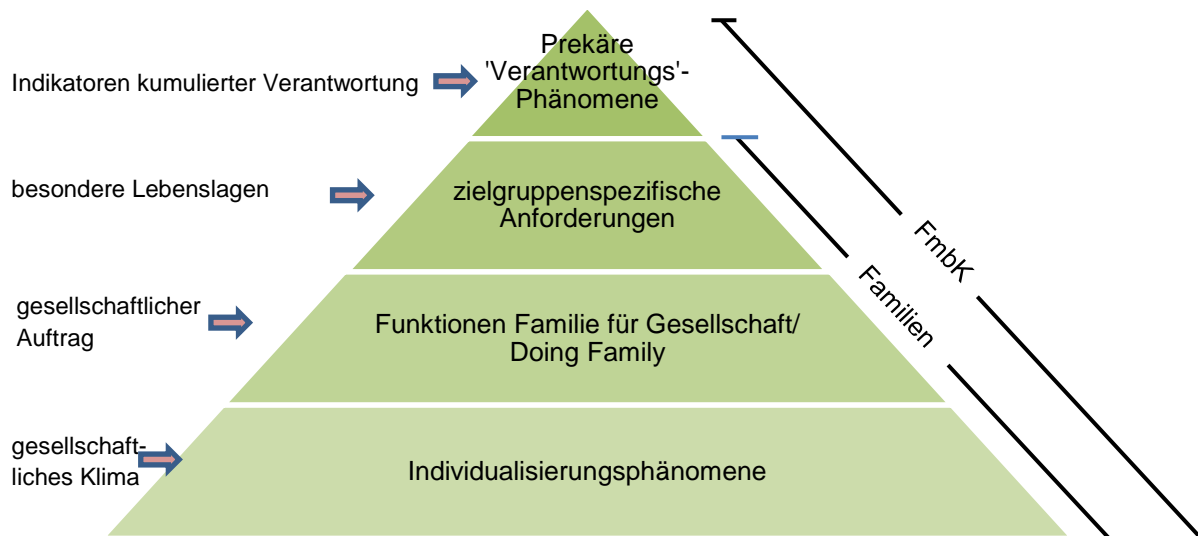 Indikatoren kumulierter Verantwortung
Prekäre
'Verantwortungs'-
Phänomene
besondere Lebenslagen
zielgruppenspezifische
Anforderungen
gesellschaftlicher
Auftrag
Funktionen Familie für Gesellschaft/
Doing Family
gesellschaft-
liches Klima
Individualisierungsphänomene
FmbK
Familien